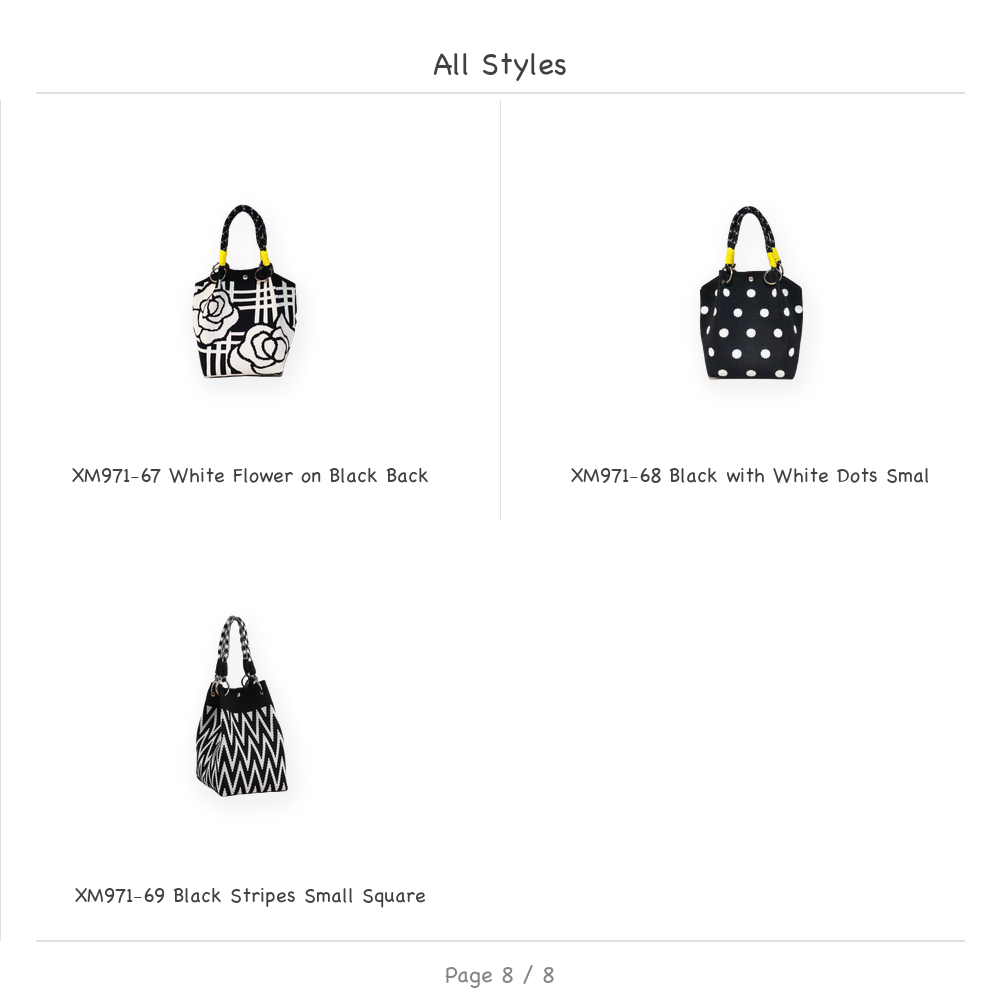 All Styles
XM971-67 White Flower on Black Back
XM971-68 Black with White Dots Smal
XM971-69 Black Stripes Small Square
Page 8 / 8